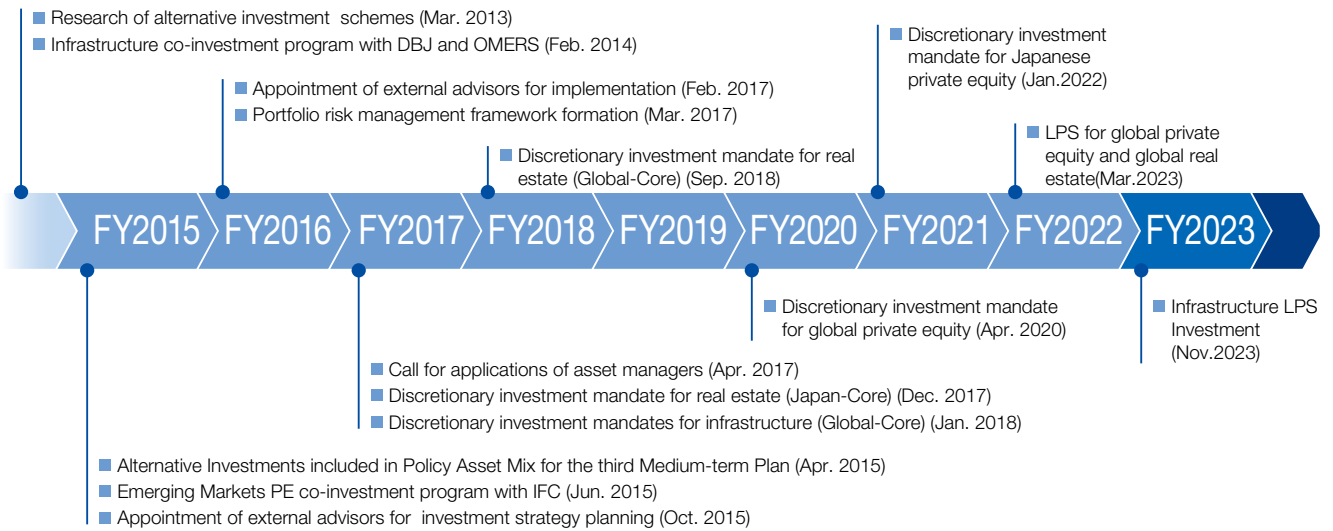 Research of alternative investment schemes (Mar. 2013)
Infrastructure co-investment program with DBJ and OMERS (Feb. 2014)
Appointment of external advisors for implementation (Feb. 2017)
Portfolio risk management framework formation (Mar. 2017)
Discretionary investment mandate for real
estate (Global-Core) (Sep. 2018)
Discretionary investment
mandate for Japanese
private equity (Jan.2022)
LPS for global private
equity and global real
estate(Mar.2023)
FY2015
FY2016
FY2017
FY2018
FY2019
FY2020
FY2021
FY2022
FY2023
Discretionary investment mandate
for global private equity (Apr. 2020)
Infrastructure LPS
Investment
(Nov.2023)
Call for applications of asset managers (Apr. 2017)
Discretionary investment mandate for real estate (Japan-Core) (Dec. 2017)
Discretionary investment mandates for infrastructure (Global-Core) (Jan. 2018)
Alternative Investments included in Policy Asset Mix for the third Medium-term Plan (Apr. 2015)
Emerging Markets PE co-investment program with IFC (Jun. 2015)
Appointment of external advisors for investment strategy planning (Oct. 2015)